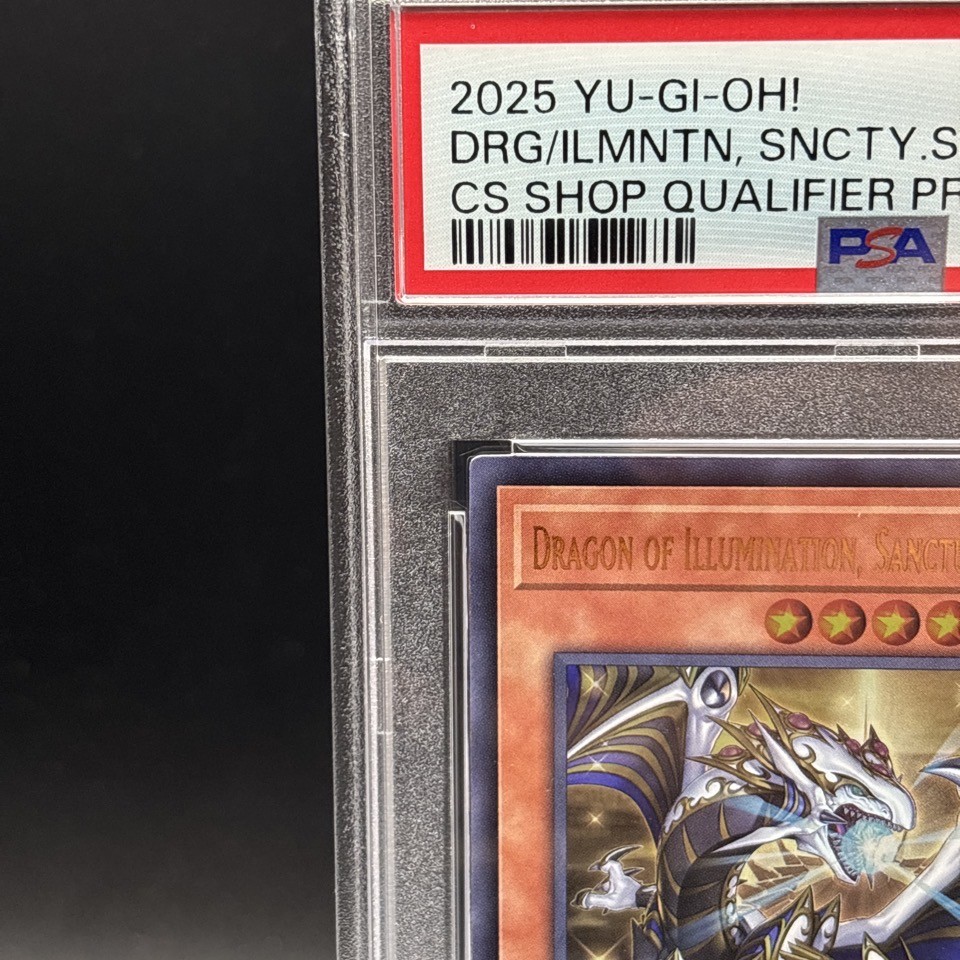 2025 YU-GI-OH!
DRG/ILMNTN, SNCTY.S
CS SHOP QUALIFIER PR
PSA
DRAGON OF ILLUMINATION, SANCTU